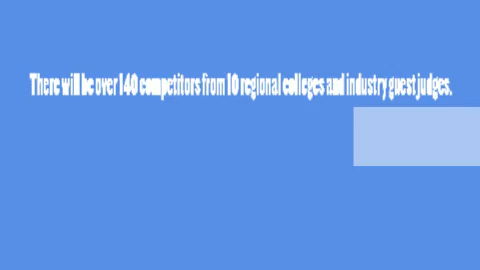 There will be over 140 competitors from 10 regional colleges and industry guest judges.